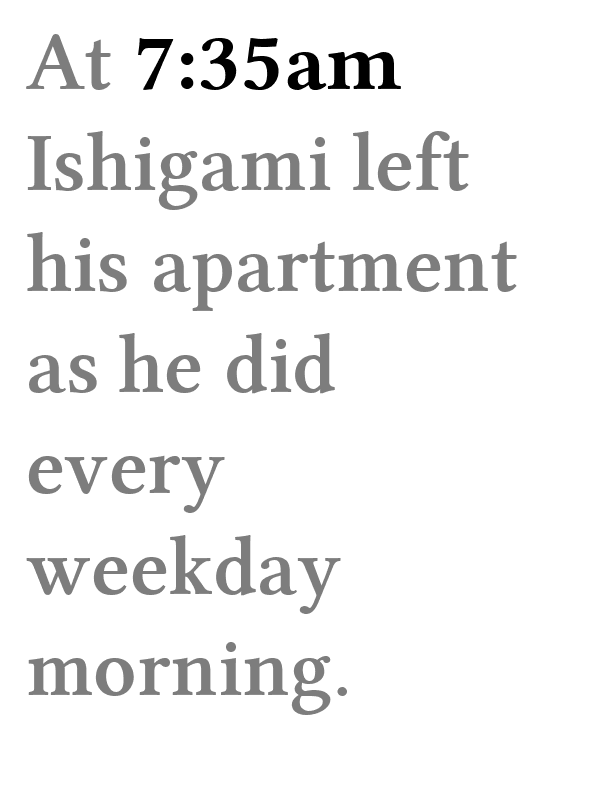 At 7:35am
Ishigami left
his apartment
as he did
every
weekday
morning.